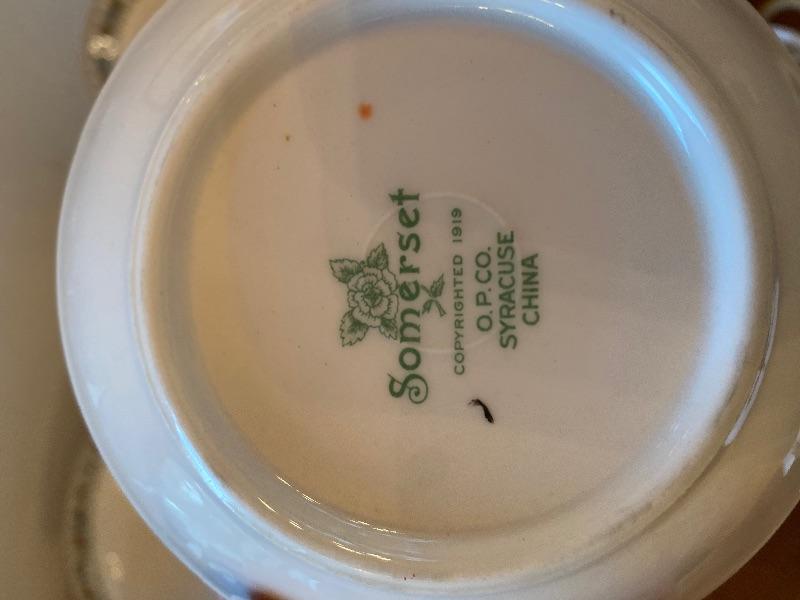 Somerset
COPYRIGHTED 1919
O.P.CO.
SYRACUSE
CHINA